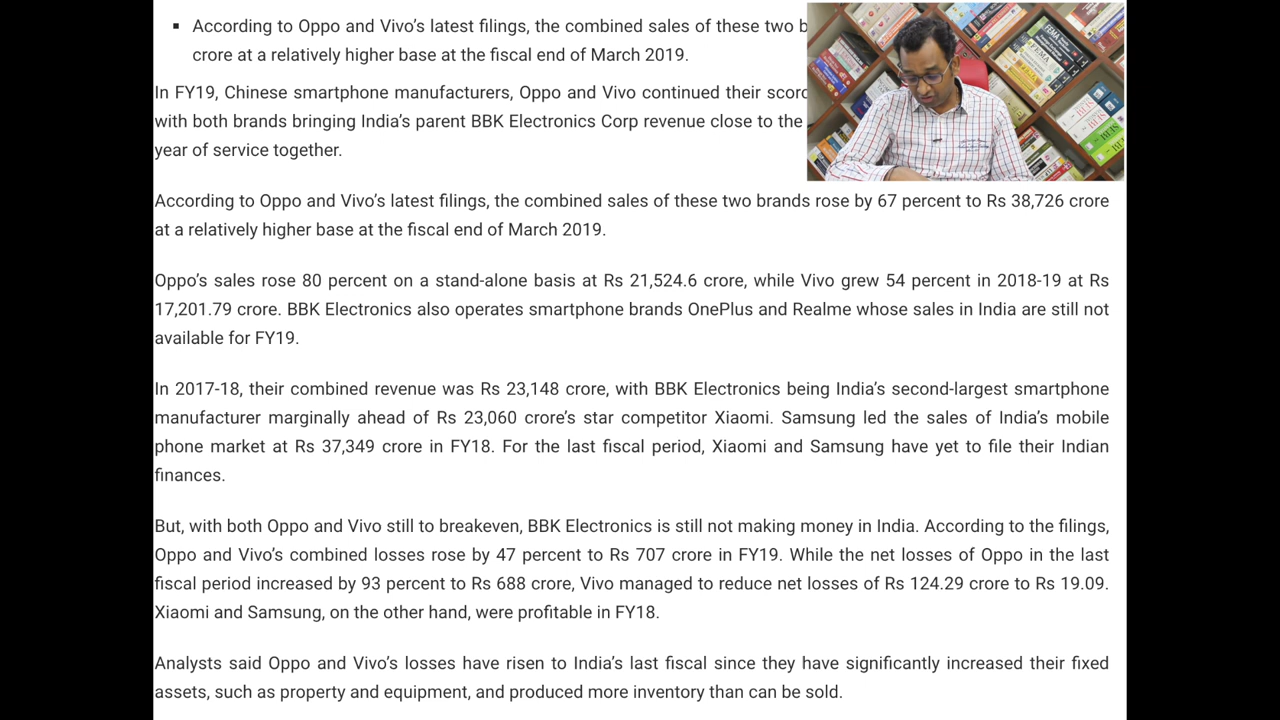 ▪ According to Oppo and Vivo’s latest filings, the combined sales of these two
crore at a relatively higher base at the fiscal end of March 2019.
In FY19, Chinese smartphone manufacturers, Oppo and Vivo continued their
with both brands bringing India’s parent BBK Electronics Corp revenue close to the
year of service together.
According to Oppo and Vivo’s latest filings, the combined sales of these two brands rose by 67 percent to Rs 38,726 crore
at a relatively higher base at the fiscal end of March 2019.
Oppo’s sales rose 80 percent on a stand-alone basis at Rs 21,524.6 crore, while Vivo grew 54 percent in 2018-19 at Rs
17,201.79 crore. BBK Electronics also operates smartphone brands OnePlus and Realme whose sales in India are still not
available for FY19.
In 2017-18, their combined revenue was Rs 23,148 crore, with BBK Electronics being India’s second-largest smartphone
manufacturer marginally ahead of Rs 23,060 crore’s star competitor Xiaomi. Samsung led the sales of India’s mobile
phone market at Rs 37,349 crore in FY18. For the last fiscal period, Xiaomi and Samsung have yet to file their Indian
finances.
But, with both Oppo and Vivo still to breakeven, BBK Electronics is still not making money in India. According to the filings,
Oppo and Vivo’s combined losses rose by 47 percent to Rs 707 crore in FY19. While the net losses of Oppo in the last
fiscal period increased by 93 percent to Rs 688 crore, Vivo managed to reduce net losses of Rs 124.29 crore to Rs 19.09.
Xiaomi and Samsung, on the other hand, were profitable in FY18.
Analysts said Oppo and Vivo’s losses have risen to India’s last fiscal since they have significantly increased their fixed
assets, such as property and equipment, and produced more inventory than can be sold.